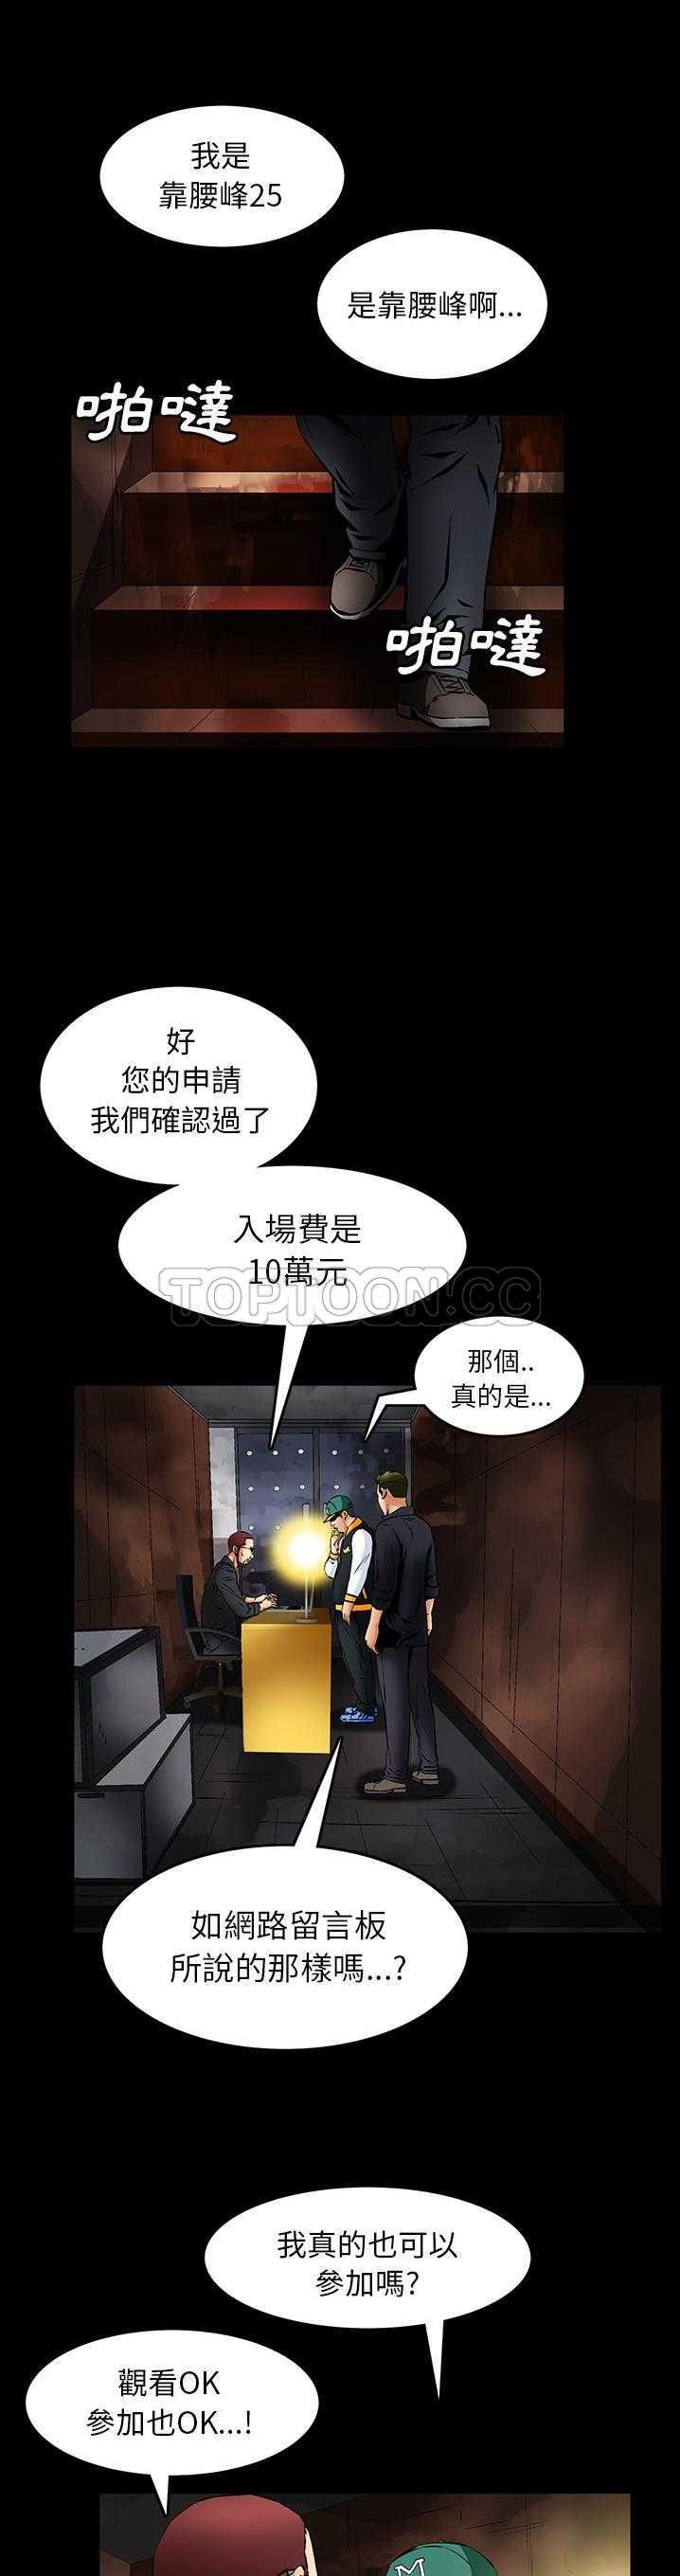 我是
靠腰峰25
是靠腰峰啊...
啪噠
啪噠
好
您的申請
我們確認過了
入場費是
10萬元
TOPTOON.CC
那個..
真的是...
如網路留言板
所說的那樣嗎...?
我真的也可以
參加嗎?
觀看OK
參加也OK...!
M